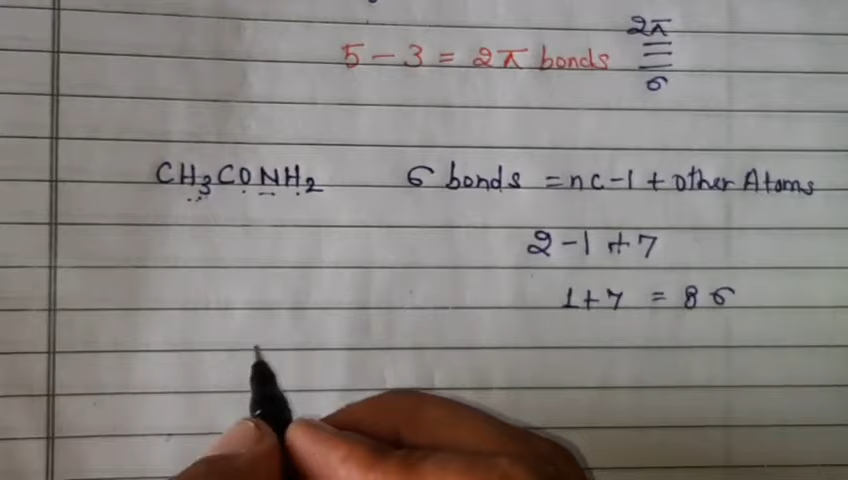 2π
5 - 3 = 2π bonds
σ
CH3CONH2 σ bonds = nc - 1 + other Atoms
2 - 1 + 7
1 + 7 = 8 σ